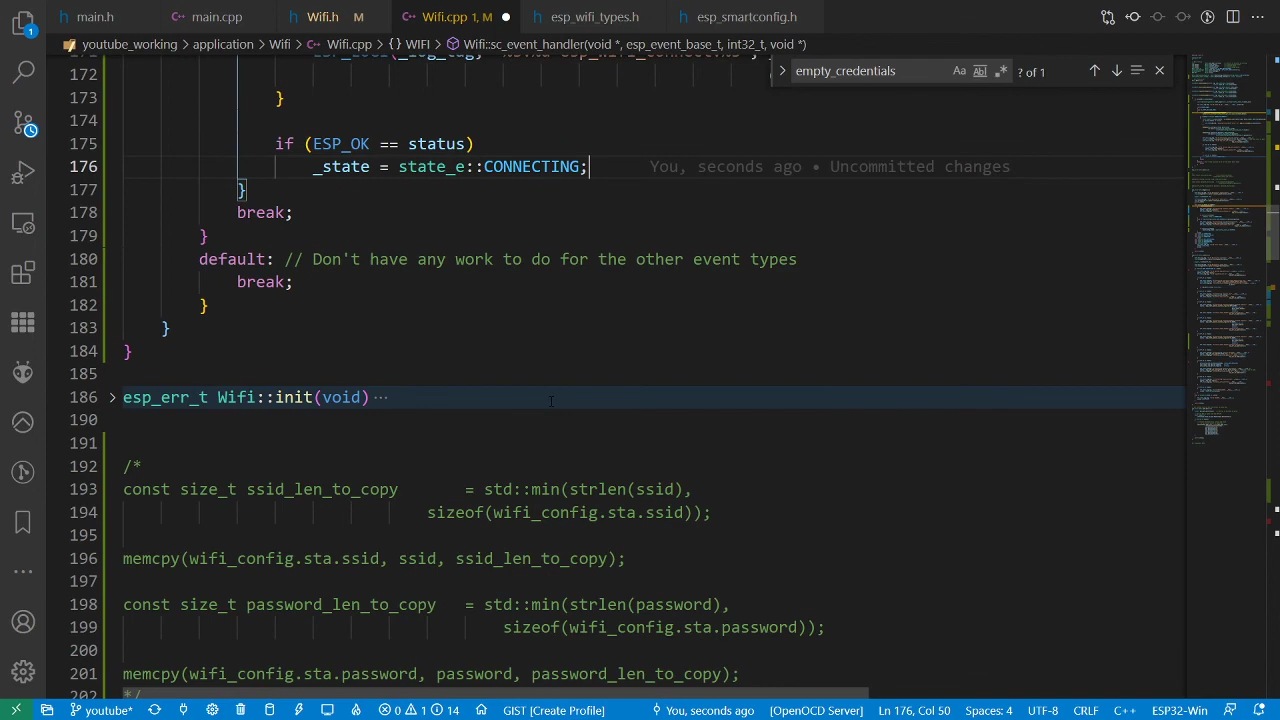 main.h
main.cpp
Wifi.h M
Wifi.cpp 1, M
esp_wifi_types.h
esp_smartconfig.h
youtube_working > application > Wifi > Wifi.cpp > {} WIFI > Wifi::sc_event_handler(void *, esp_event_base_t, int32_t, void *)
empty_credentials
Aa ab .*
? of 1
172
173 }
174
175 if (ESP_OK == status)
176 _state = state_e::CONNECTING; You, seconds ago • Uncommitted changes
177 }
178 break;
179 }
180 default: // Don't have any work to do for the other event types
181 break;
182 }
183 }
184 }
185
186 > esp_err_t Wifi::init(void) ···
190
191
192 /*
193 const size_t ssid_len_to_copy = std::min(strlen(ssid),
194 sizeof(wifi_config.sta.ssid));
195
196 memcpy(wifi_config.sta.ssid, ssid, ssid_len_to_copy);
197
198 const size_t password_len_to_copy = std::min(strlen(password),
199 sizeof(wifi_config.sta.password));
200
201 memcpy(wifi_config.sta.password, password, password_len_to_copy);
202 */
youtube* 0 1 14 GIST [Create Profile] You, seconds ago [OpenOCD Server] Ln 176, Col 50 Spaces: 4 UTF-8 CRLF C++ ESP32-Win